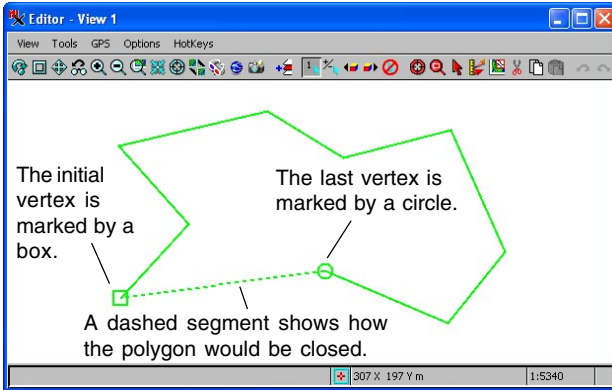 Editor - View 1
View Tools GPS Options HotKeys
The initial
vertex is
marked by a
box.
The last vertex is
marked by a circle.
A dashed segment shows how
the polygon would be closed.
307 X 197 Y m
1:5340